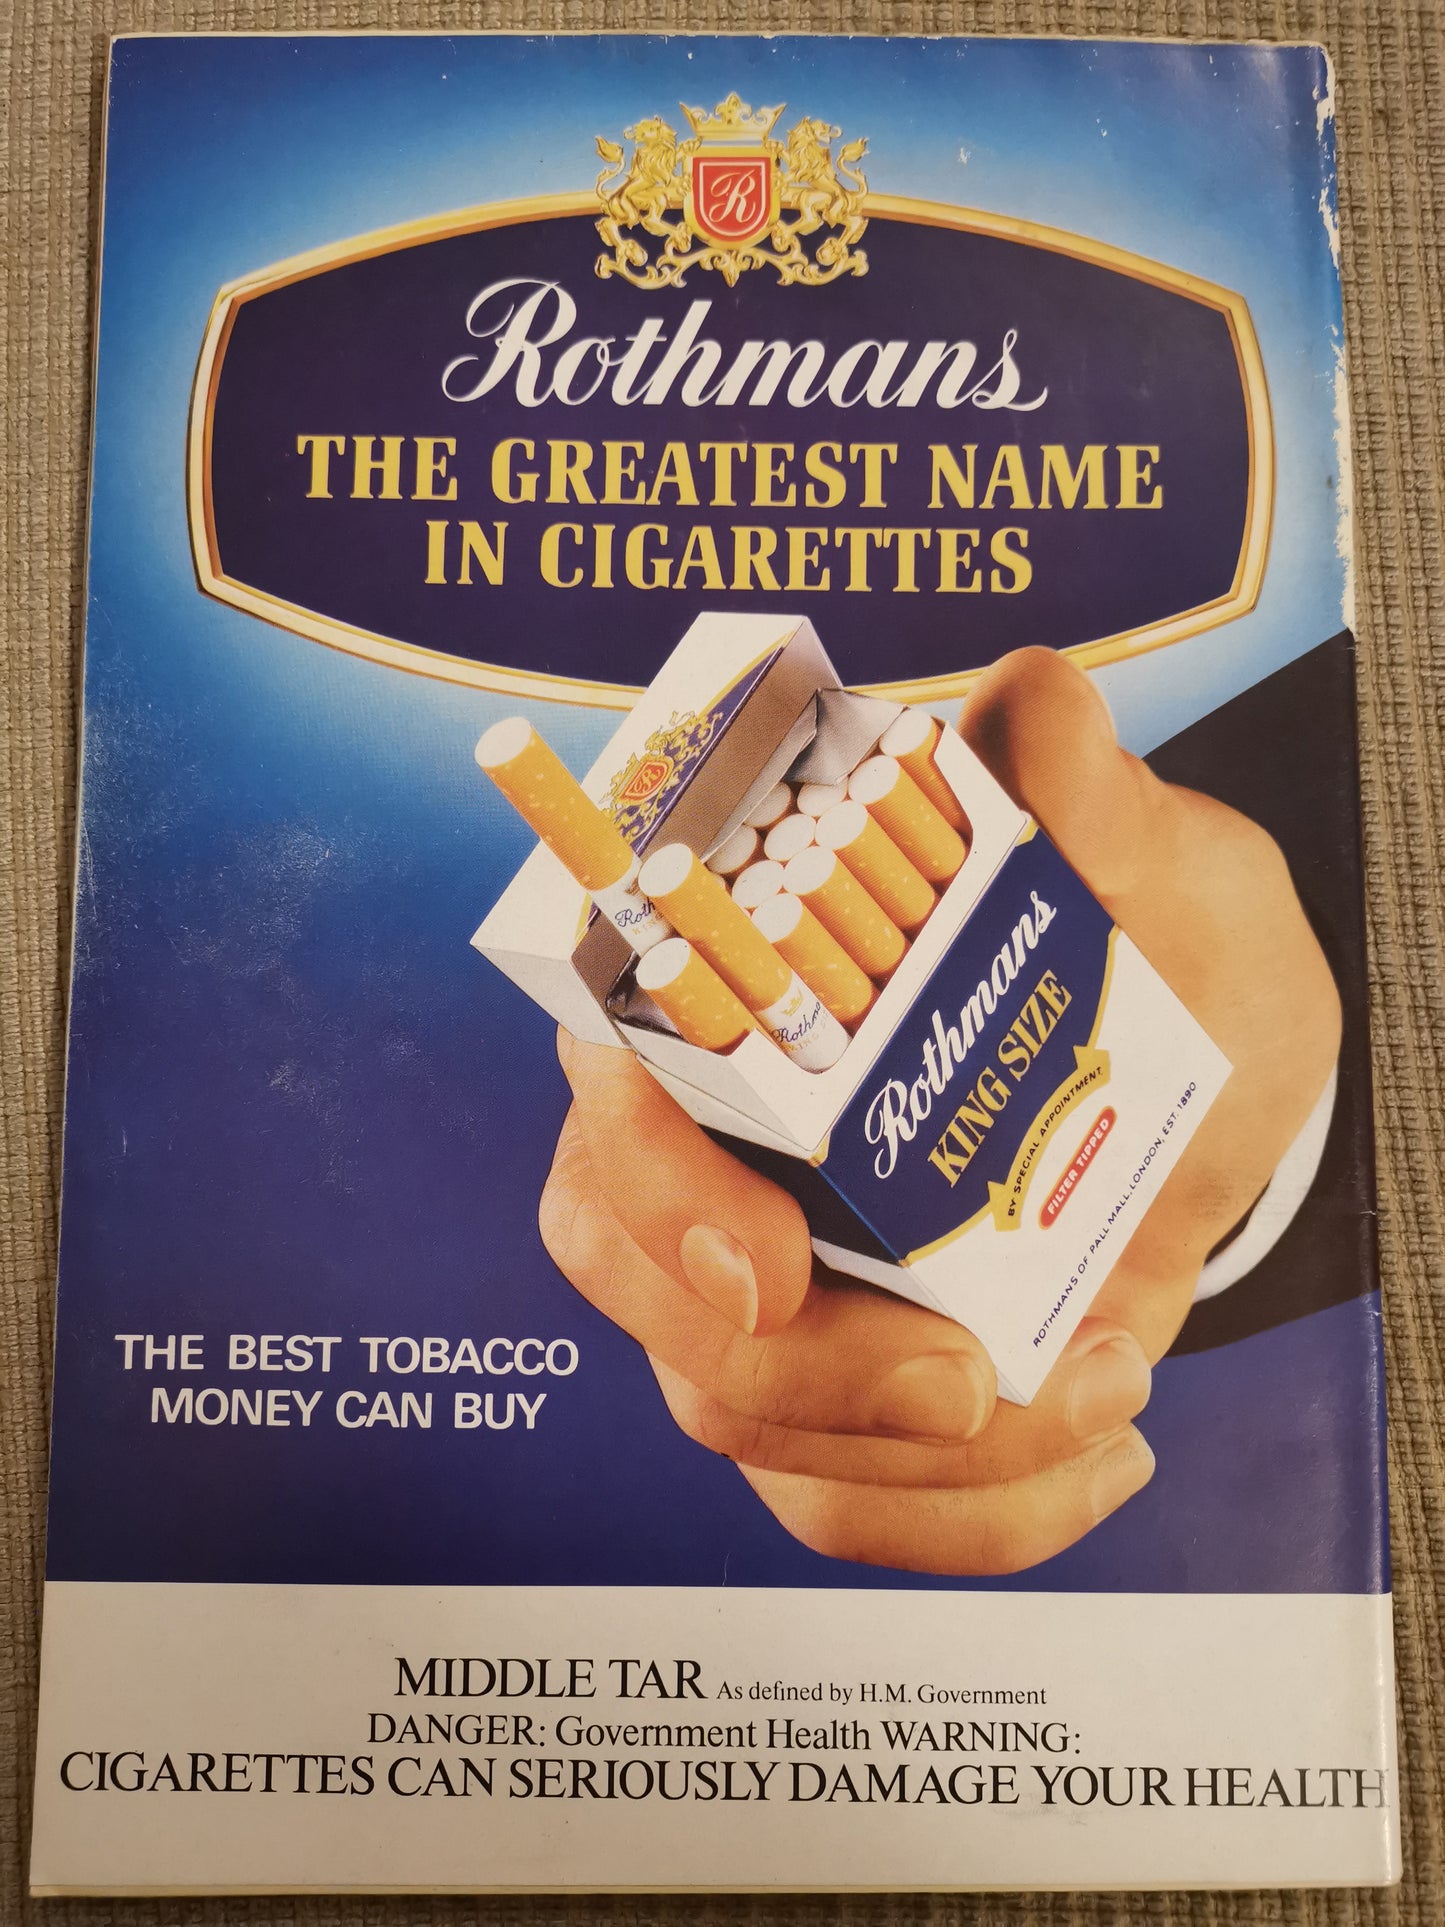 R
Rothmans
THE GREATEST NAME
IN CIGARETTES
R
Rothmans
KING SIZE
BY SPECIAL APPOINTMENT
FILTER TIPPED
ROTHMANS OF PALL MALL, LONDON, EST. 1890
THE BEST TOBACCO
MONEY CAN BUY
MIDDLE TAR As defined by H.M. Government
DANGER: Government Health WARNING:
CIGARETTES CAN SERIOUSLY DAMAGE YOUR HEALTH